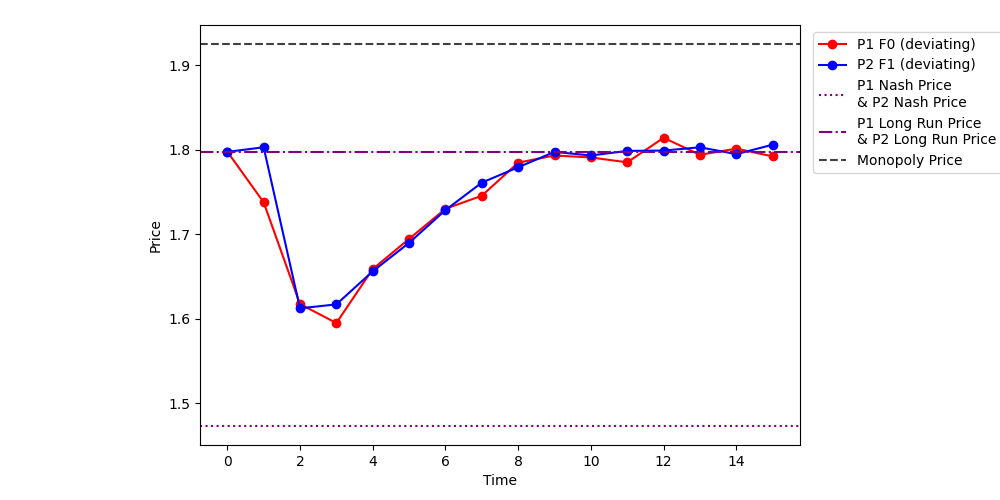 1.9
1.8
1.7
1.6
1.5
Price
0 2 4 6 8 10 12 14
Time
P1 F0 (deviating)
P2 F1 (deviating)
P1 Nash Price
& P2 Nash Price
P1 Long Run Price
& P2 Long Run Price
Monopoly Price